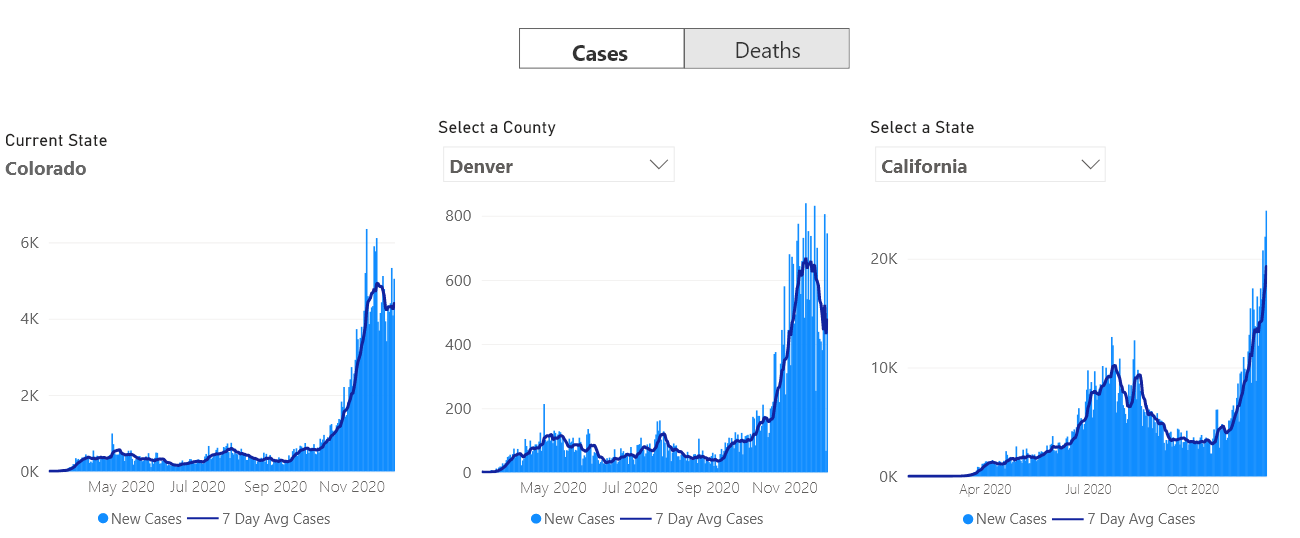 Cases
Deaths
Current State
Colorado
6K
4K
2K
0K
May 2020
Jul 2020
Sep 2020
Nov 2020
New Cases
7 Day Avg Cases
Select a County
Denver
800
600
400
200
0
May 2020
Jul 2020
Sep 2020
Nov 2020
New Cases
7 Day Avg Cases
Select a State
California
20K
10K
0K
Apr 2020
Jul 2020
Oct 2020
New Cases
7 Day Avg Cases